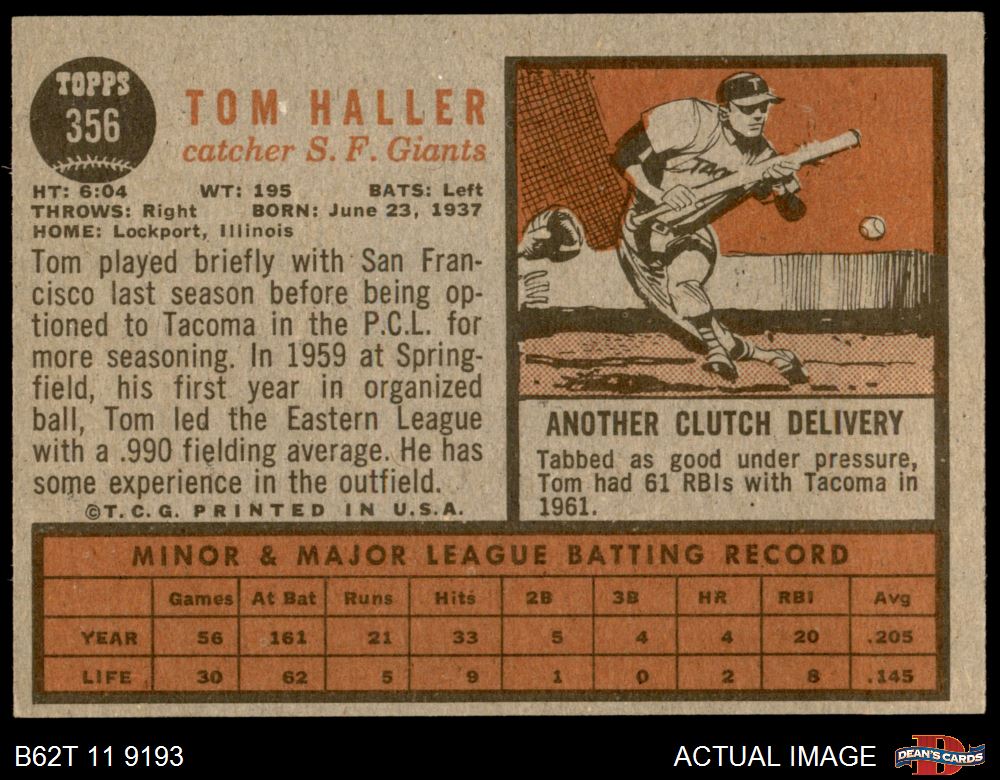 TOPPS
356
TOM HALLER
catcher S. F. Giants
HT: 6:04 WT: 195 BATS: Left
THROWS: Right BORN: June 23, 1937
HOME: Lockport, Illinois
Tom played briefly with San Fran-
cisco last season before being op-
tioned to Tacoma in the P.C.L. for
more seasoning. In 1959 at Spring-
field, his first year in organized
ball, Tom led the Eastern League
with a .990 fielding average. He has
some experience in the outfield.
©T.C.G. PRINTED IN U.S.A.
T
TAC
ANOTHER CLUTCH DELIVERY
Tabbed as good under pressure,
Tom had 61 RBIs with Tacoma in
1961.
MINOR & MAJOR LEAGUE BATTING RECORD
Games At Bat Runs Hits 2B 3B HR RBI Avg
YEAR 56 161 21 33 5 4 4 20 .205
LIFE 30 62 5 9 1 0 2 8 .145
B62T 11 9193
ACTUAL IMAGE
D
DEAN'S CARDS